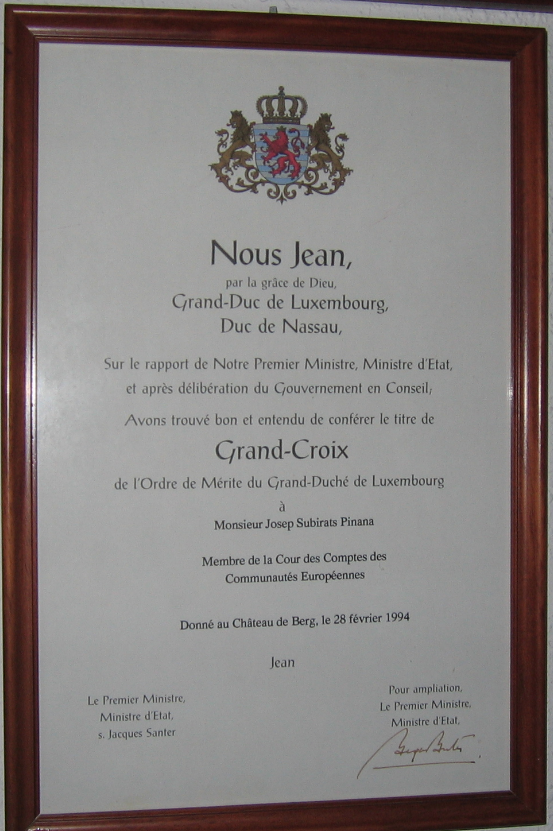 Nous Jean,
par la grâce de Dieu,
Grand-Duc de Luxembourg,
Duc de Nassau,
Sur le rapport de Notre Premier Ministre, Ministre d'Etat,
et après délibération du Gouvernement en Conseil;
Avons trouvé bon et entendu de conférer le titre de
Grand-Croix
de l'Ordre de Mérite du Grand-Duché de Luxembourg
à
Monsieur Josep Subirats Pinana
Membre de la Cour des Comptes des
Communautés Européennes
Donné au Château de Berg, le 28 février 1994
Jean
Le Premier Ministre,
Ministre d'Etat,
s. Jacques Santer
Pour ampliation,
Le Premier Ministre,
Ministre d'Etat,